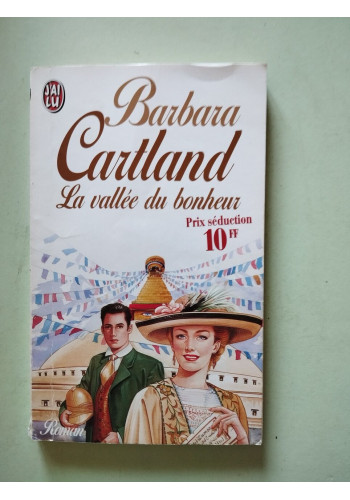 J'AI
LU
Barbara
Cartland
La vallée du bonheur
Prix séduction
10 FF
Roman